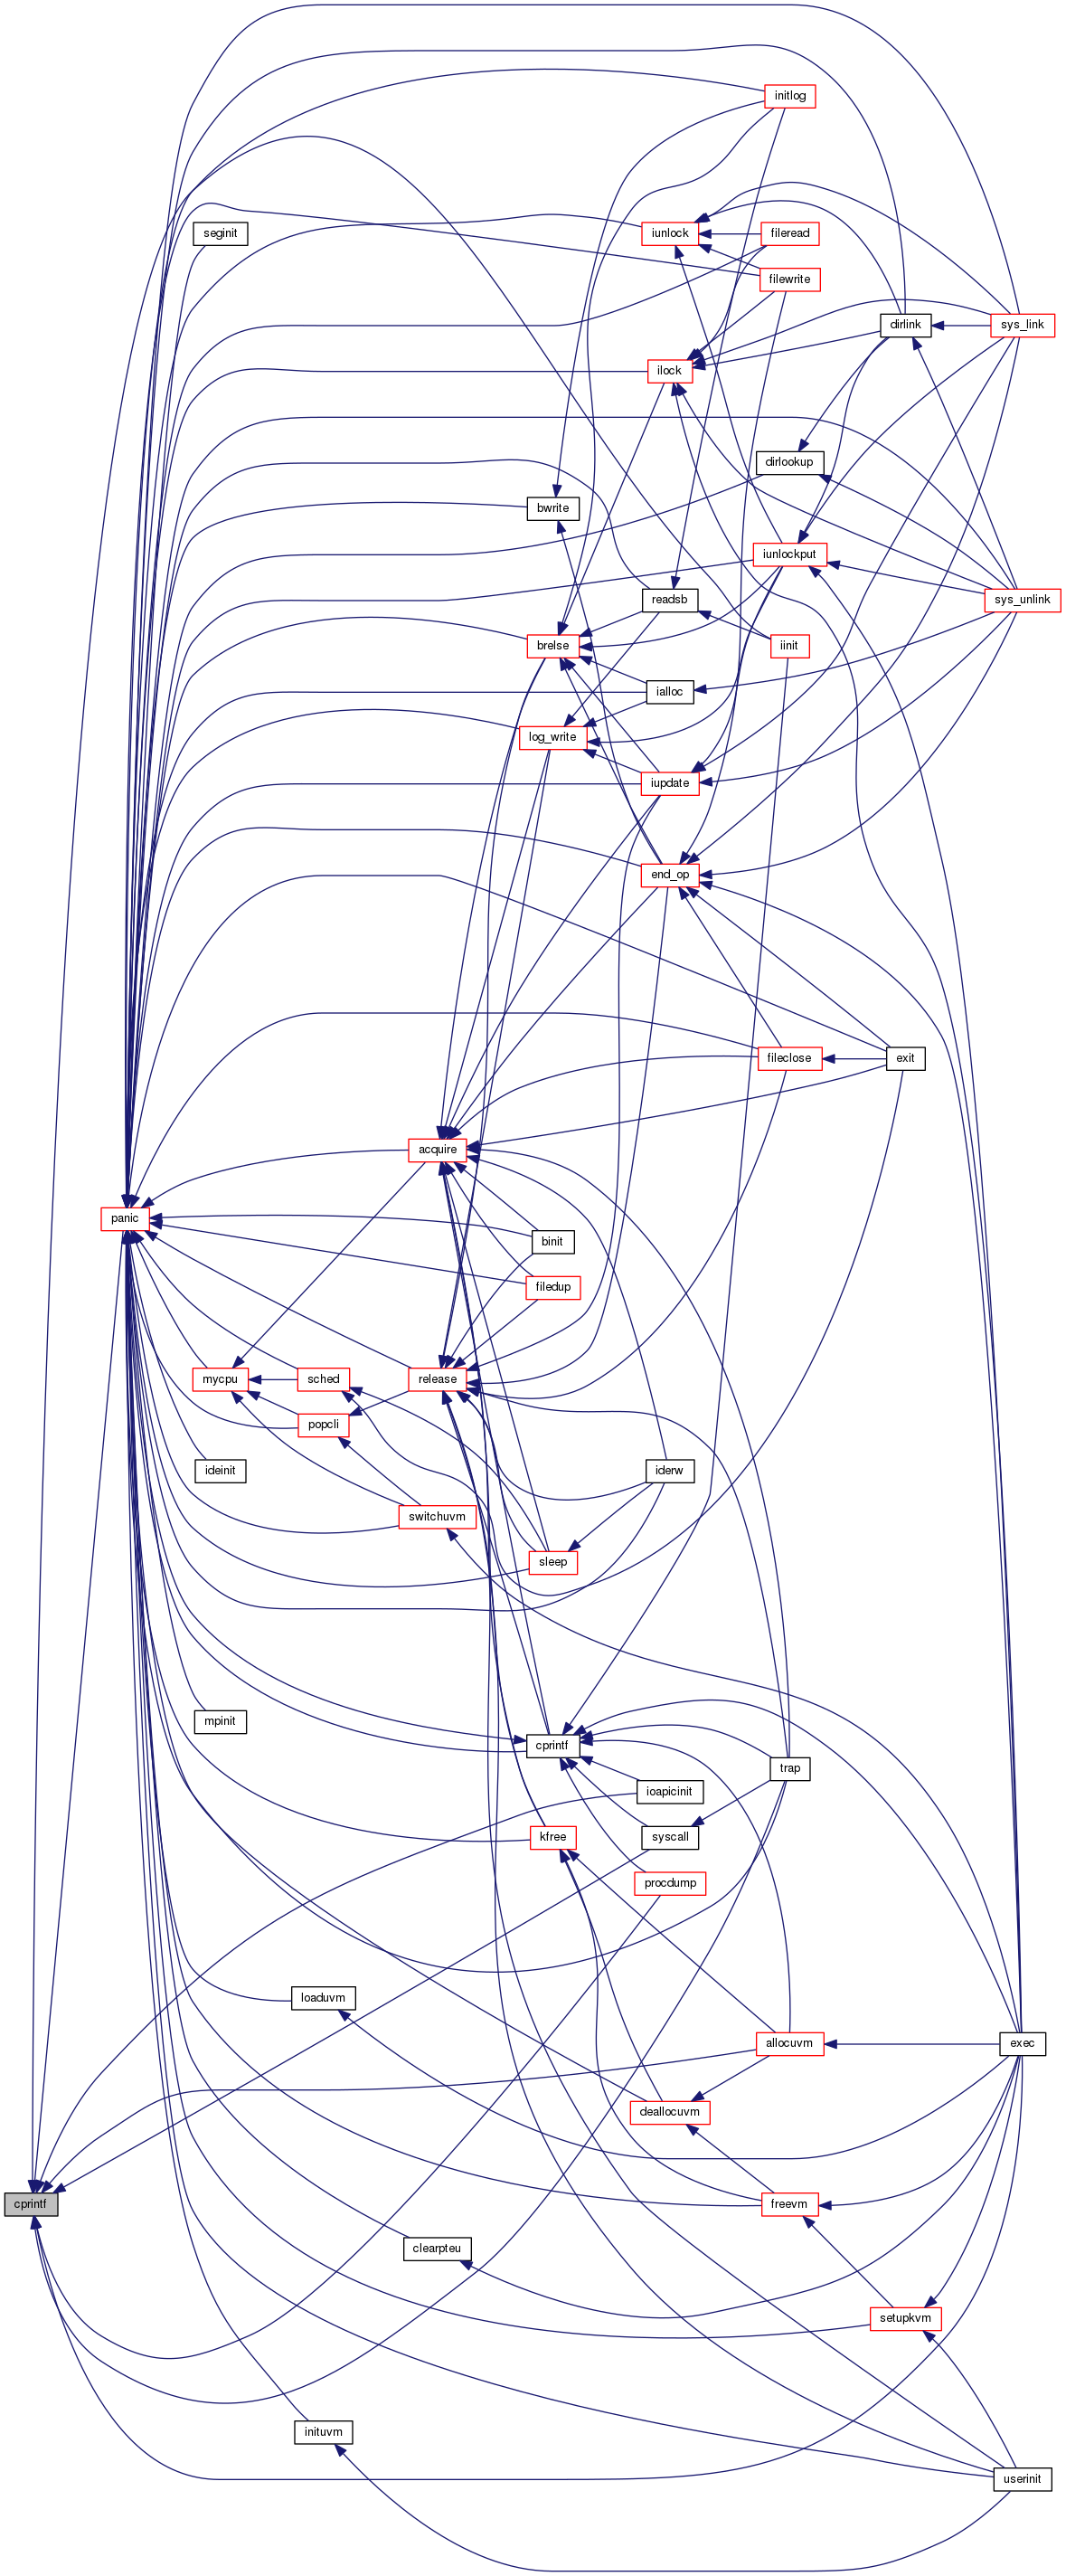 initlog
seginit
iunlock
fileread
filewrite
dirlink
sys_link
ilock
dirlookup
bwrite
iunlockput
readsb
sys_unlink
brelse
iinit
ialloc
log_write
iupdate
end_op
fileclose
exit
acquire
panic
binit
filedup
mycpu
sched
release
popcli
ideinit
iderw
switchuvm
sleep
mpinit
cprintf
trap
ioapicinit
kfree
syscall
procdump
loaduvm
allocuvm
exec
deallocuvm
cprintf
freevm
clearpteu
setupkvm
inituvm
userinit